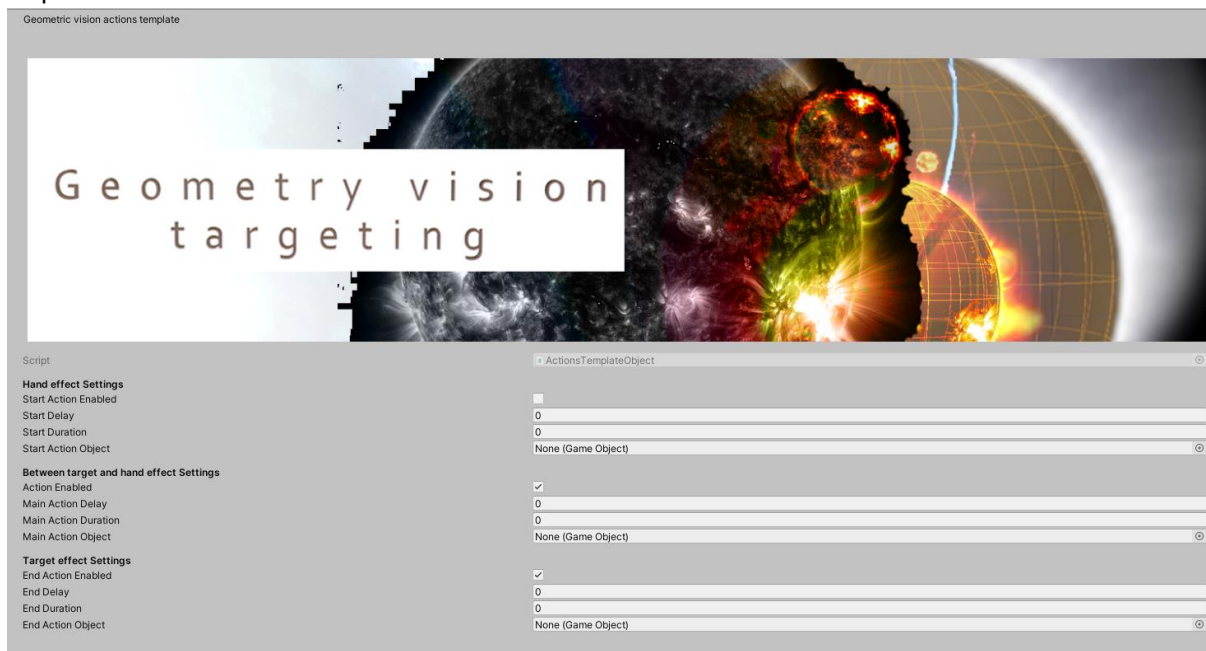 Geometric vision actions template
Geometry vision
targeting
Script ActionsTemplateObject
Hand effect Settings
Start Action Enabled
Start Delay 0
Start Duration 0
Start Action Object None (Game Object)
Between target and hand effect Settings
Action Enabled
Main Action Delay 0
Main Action Duration 0
Main Action Object None (Game Object)
Target effect Settings
End Action Enabled
End Delay 0
End Duration 0
End Action Object None (Game Object)